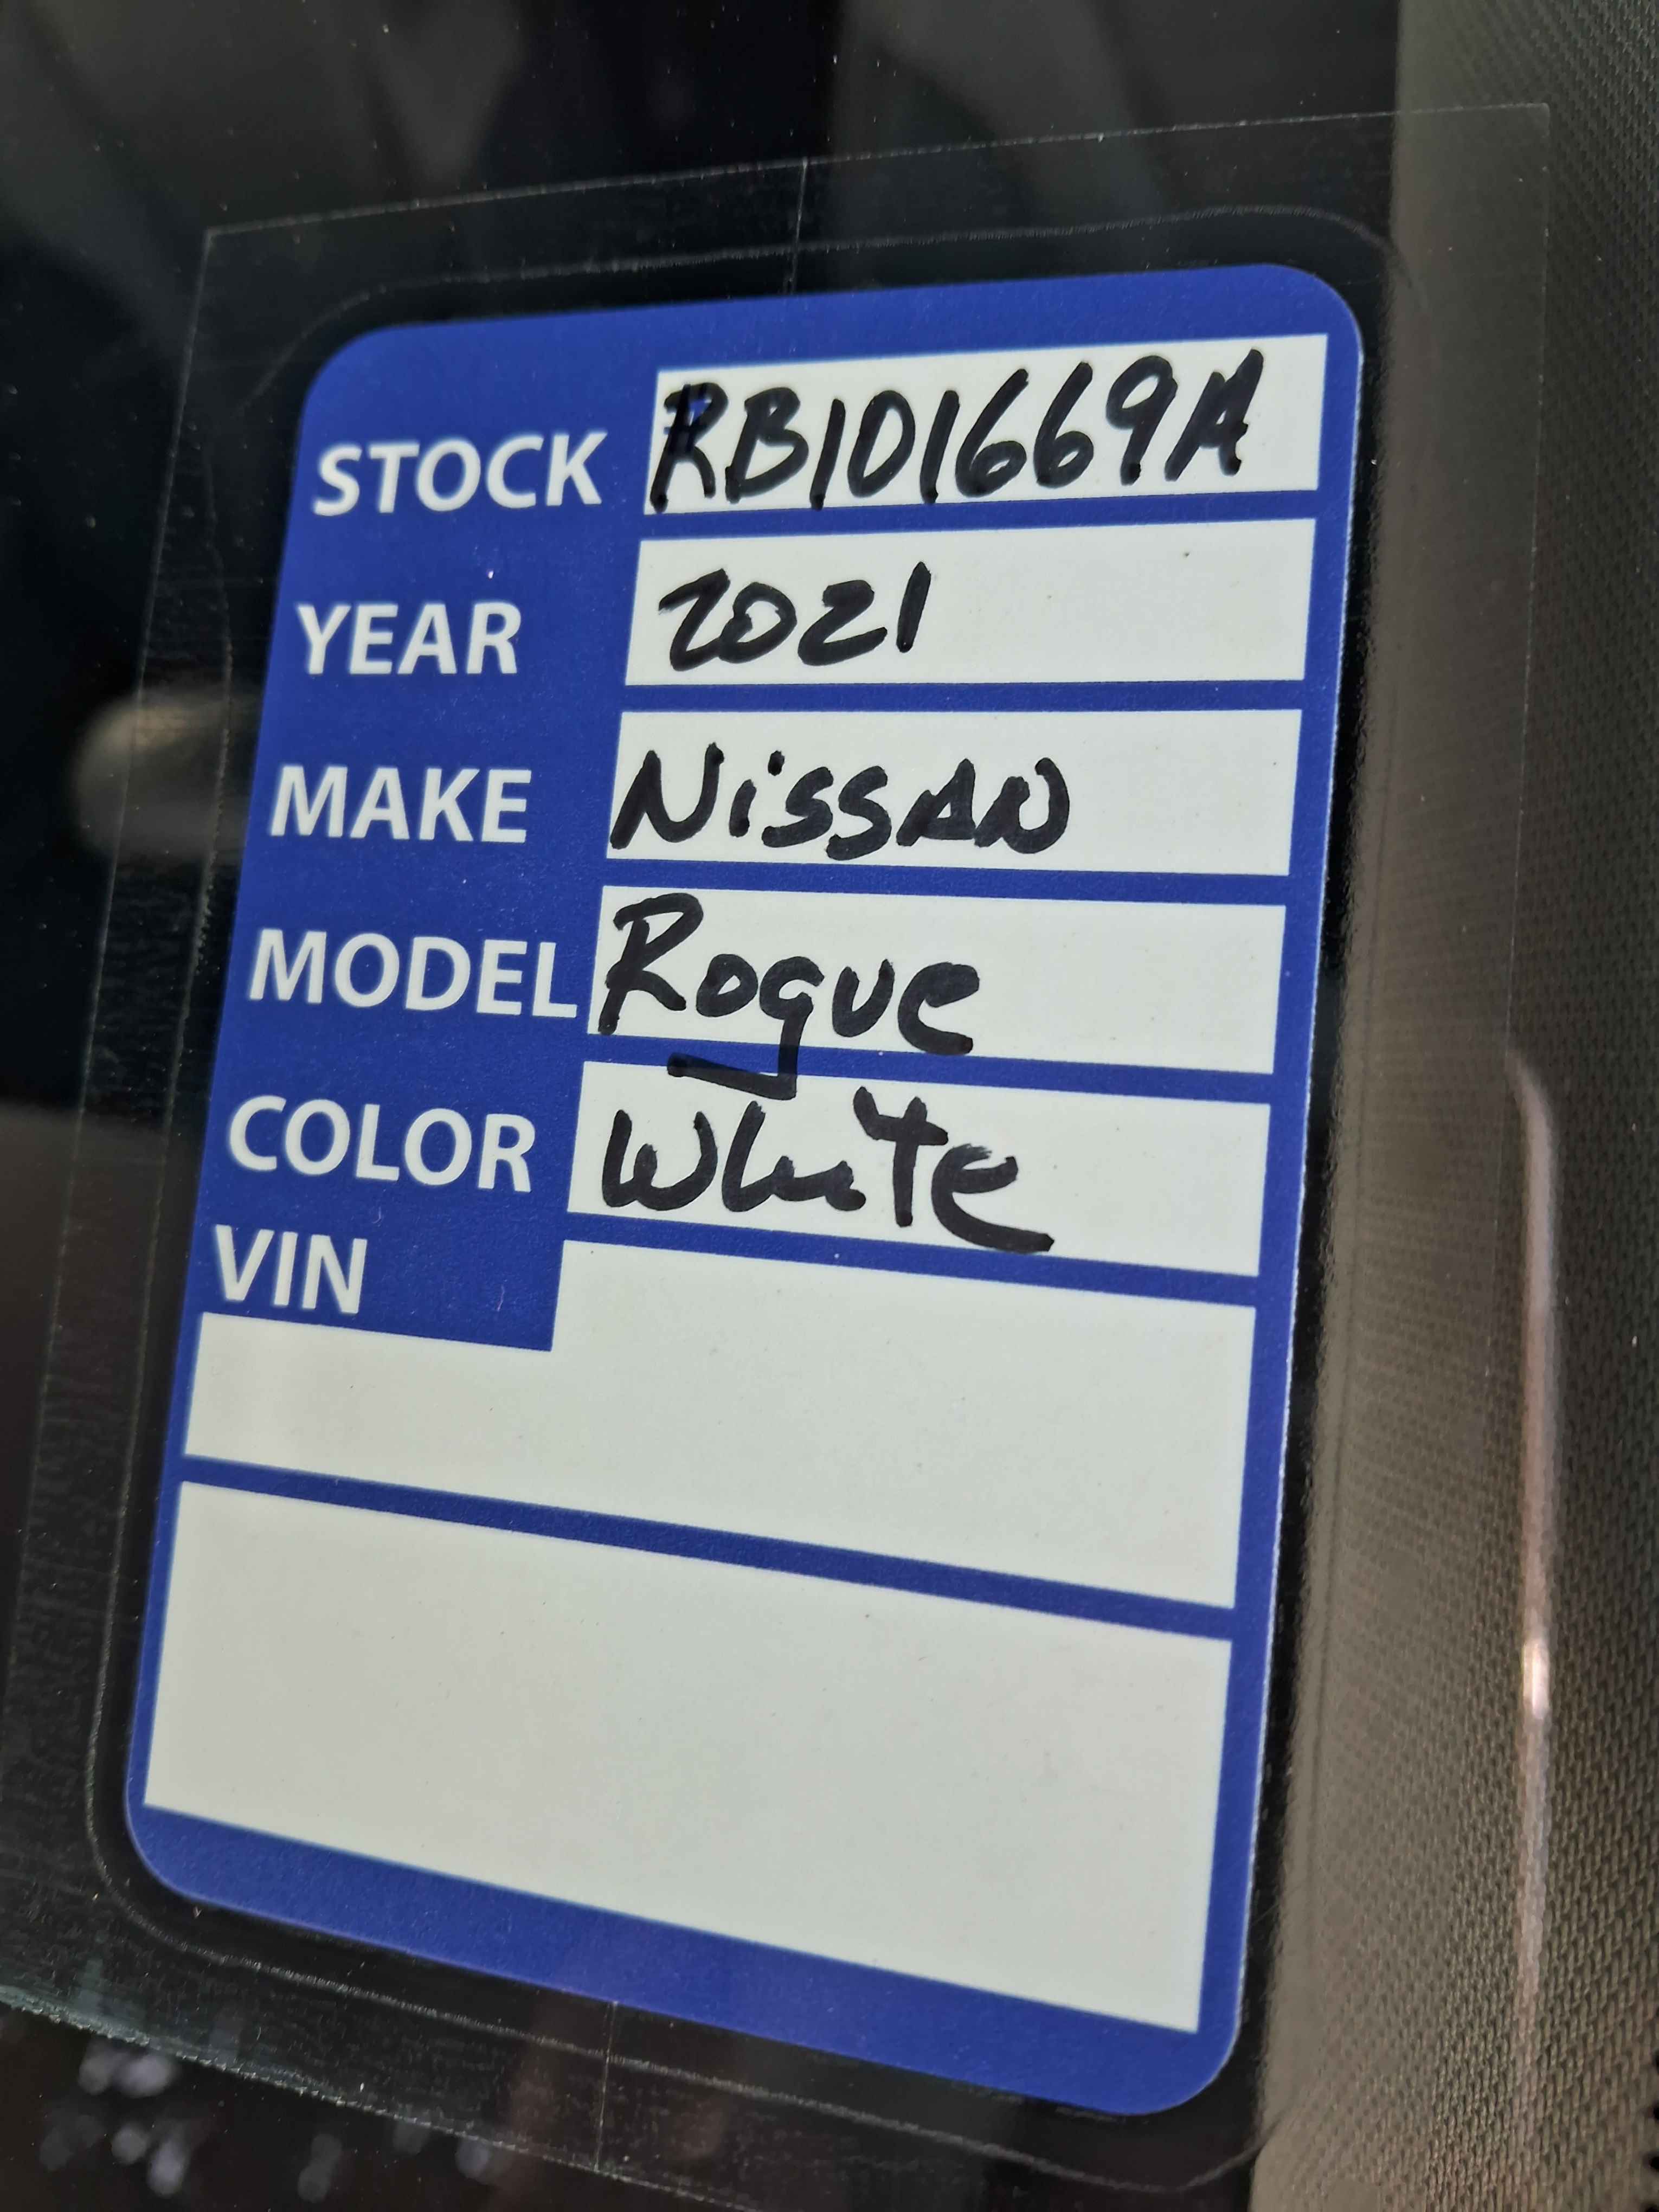 STOCK RB101669A
YEAR 2021
MAKE NiSSAN
MODEL Rogue
COLOR White
VIN